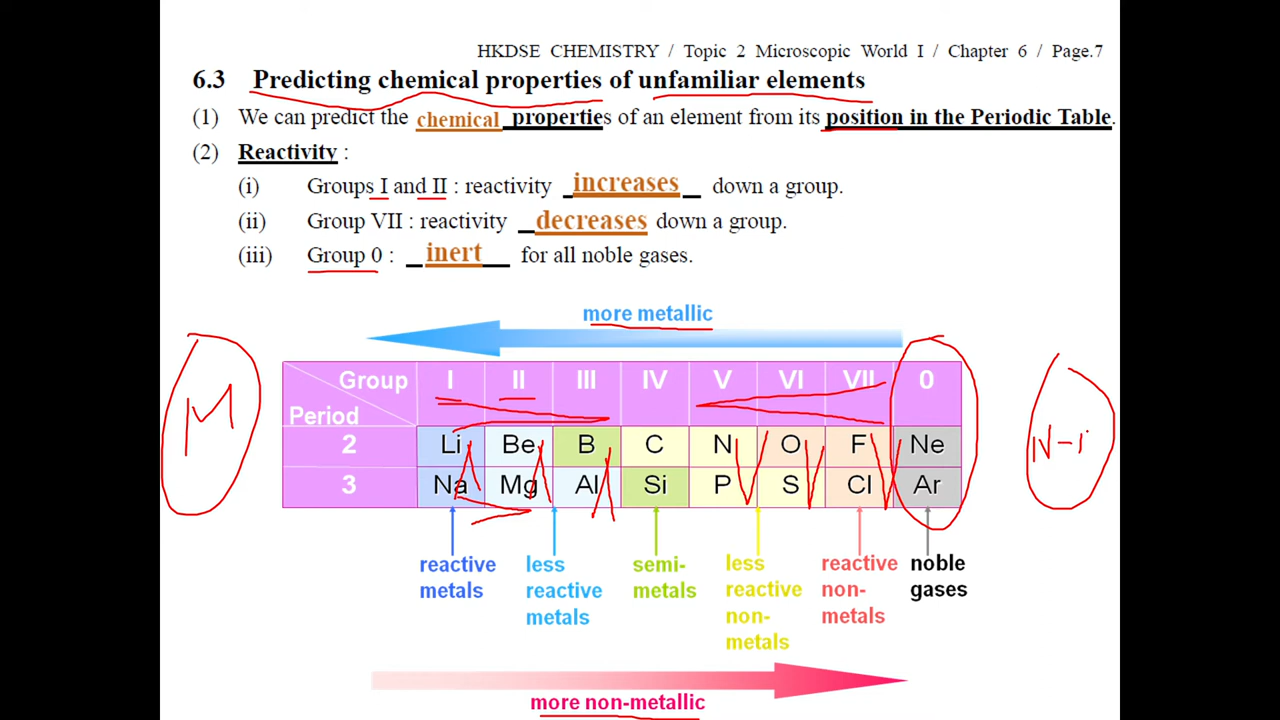 HKDSE CHEMISTRY / Topic 2 Microscopic World I / Chapter 6 / Page.7
6.3 Predicting chemical properties of unfamiliar elements
(1) We can predict the chemical properties of an element from its position in the Periodic Table.
(2) Reactivity :
(i) Groups I and II : reactivity increases down a group.
(ii) Group VII : reactivity decreases down a group.
(iii) Group 0 : inert for all noble gases.
more metallic
Group I II III IV V VI VII 0
Period
2 Li Be B C N O F Ne
3 Na Mg Al Si P S Cl Ar
M
reactive metals
less reactive metals
semi-metals
less reactive non-metals
reactive non-metals
noble gases
more non-metallic